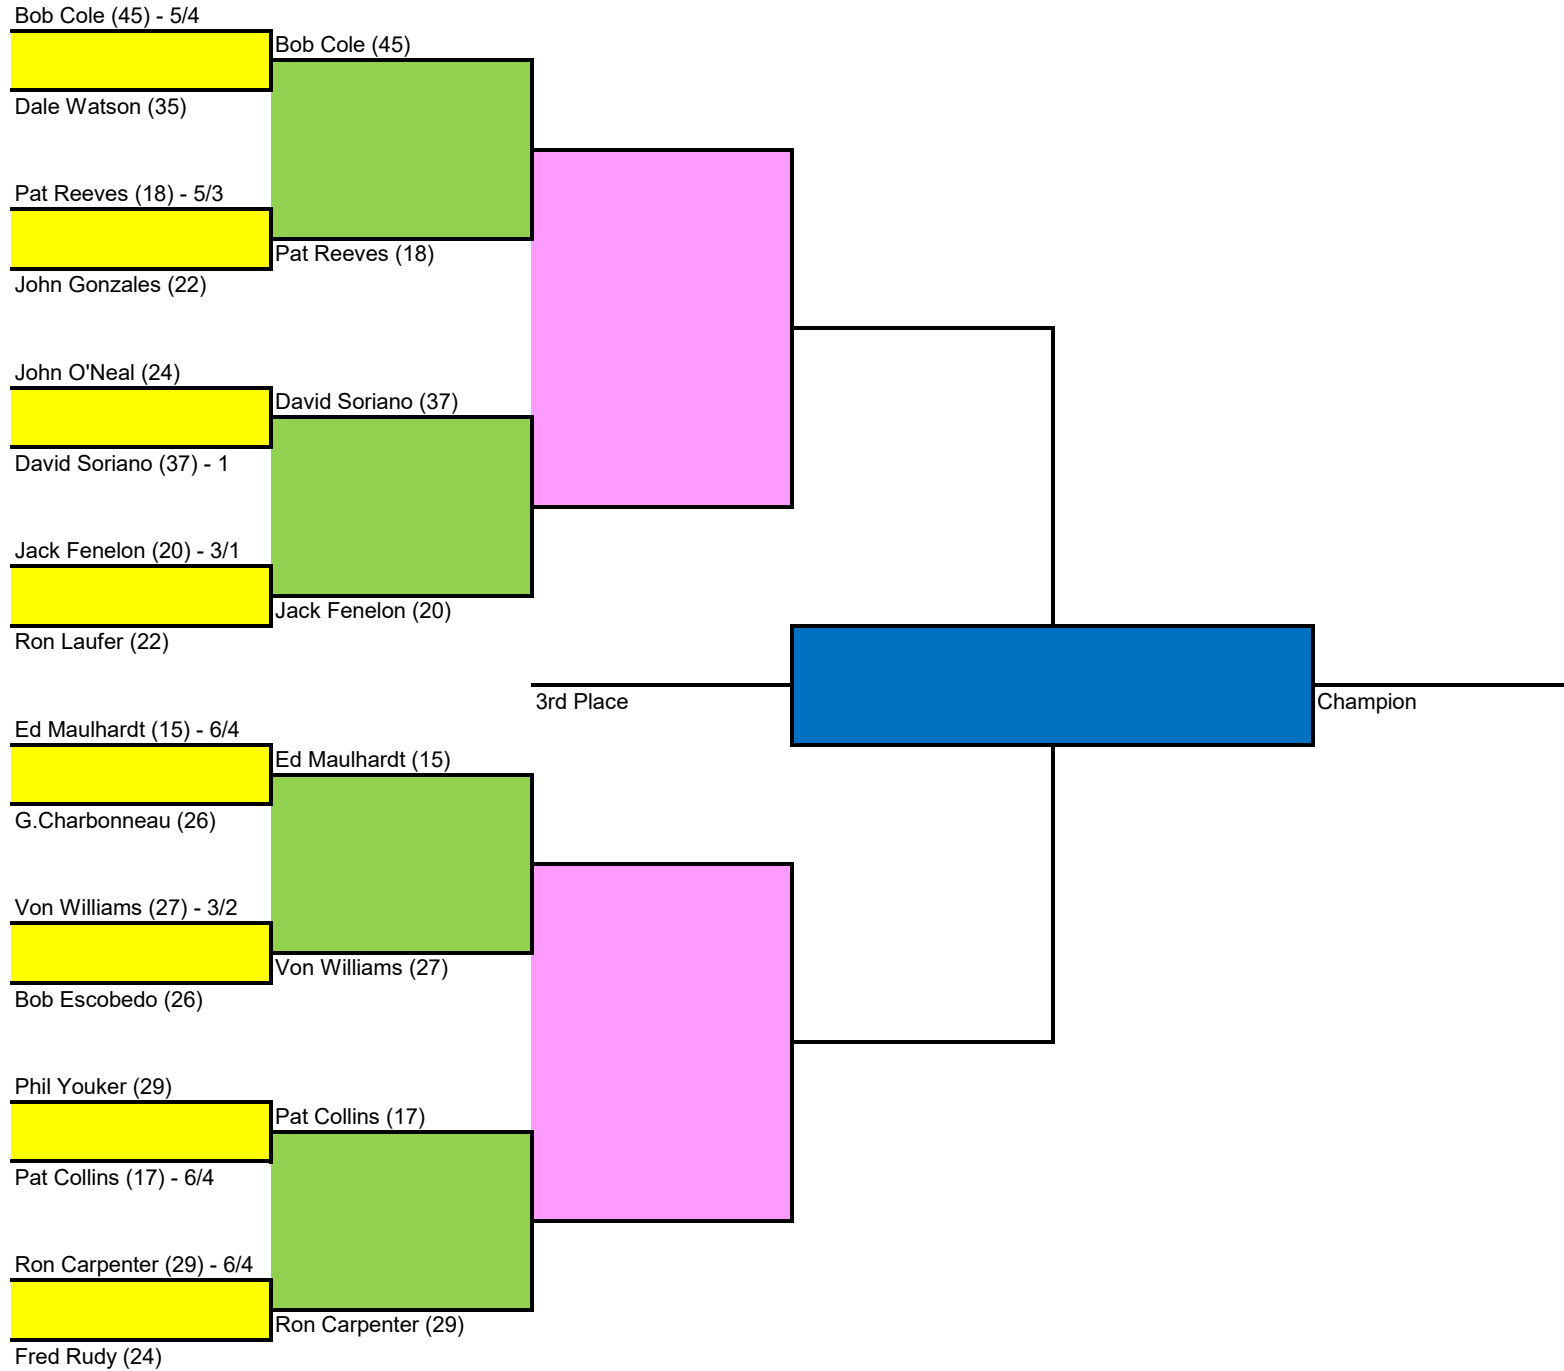 Bob Cole (45) - 5/4
Bob Cole (45)
Dale Watson (35)
Pat Reeves (18) - 5/3
Pat Reeves (18)
John Gonzales (22)
John O'Neal (24)
David Soriano (37)
David Soriano (37) - 1
Jack Fenelon (20) - 3/1
Jack Fenelon (20)
Ron Laufer (22)
3rd Place
Champion
Ed Maulhardt (15) - 6/4
Ed Maulhardt (15)
G.Charbonneau (26)
Von Williams (27) - 3/2
Von Williams (27)
Bob Escobedo (26)
Phil Youker (29)
Pat Collins (17)
Pat Collins (17) - 6/4
Ron Carpenter (29) - 6/4
Ron Carpenter (29)
Fred Rudy (24)